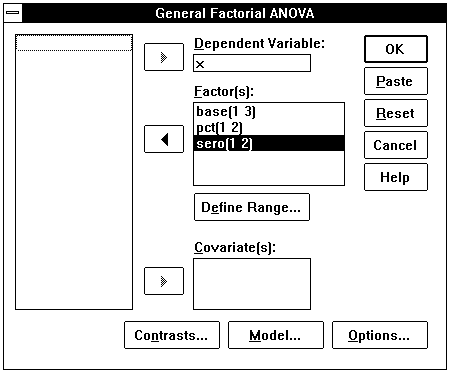 General Factorial ANOVA
Dependent Variable:
x
Factor(s):
base(1 3)
pct(1 2)
sero(1 2)
Define Range...
Covariate(s):
OK
Paste
Reset
Cancel
Help
Contrasts...
Model...
Options...